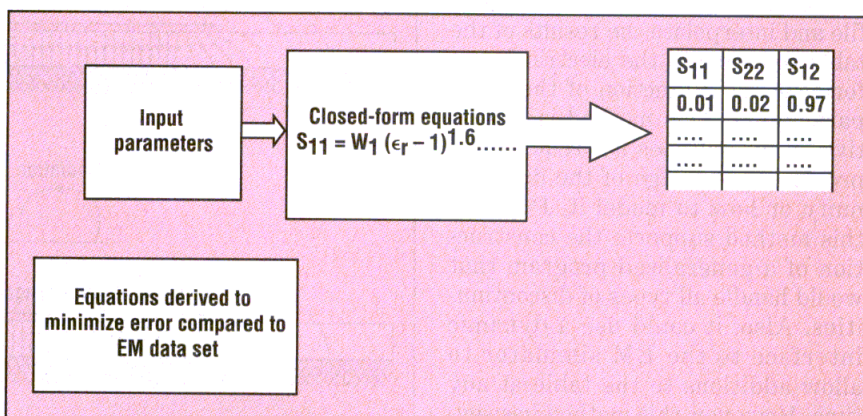 Input
parameters
Closed-form equations
S₁₁ = W₁ (ϵᵣ − 1)¹·⁶......
S₁₁ S₂₂ S₁₂
0.01 0.02 0.97
.... .... ....
.... .... ....
Equations derived to
minimize error compared to
EM data set